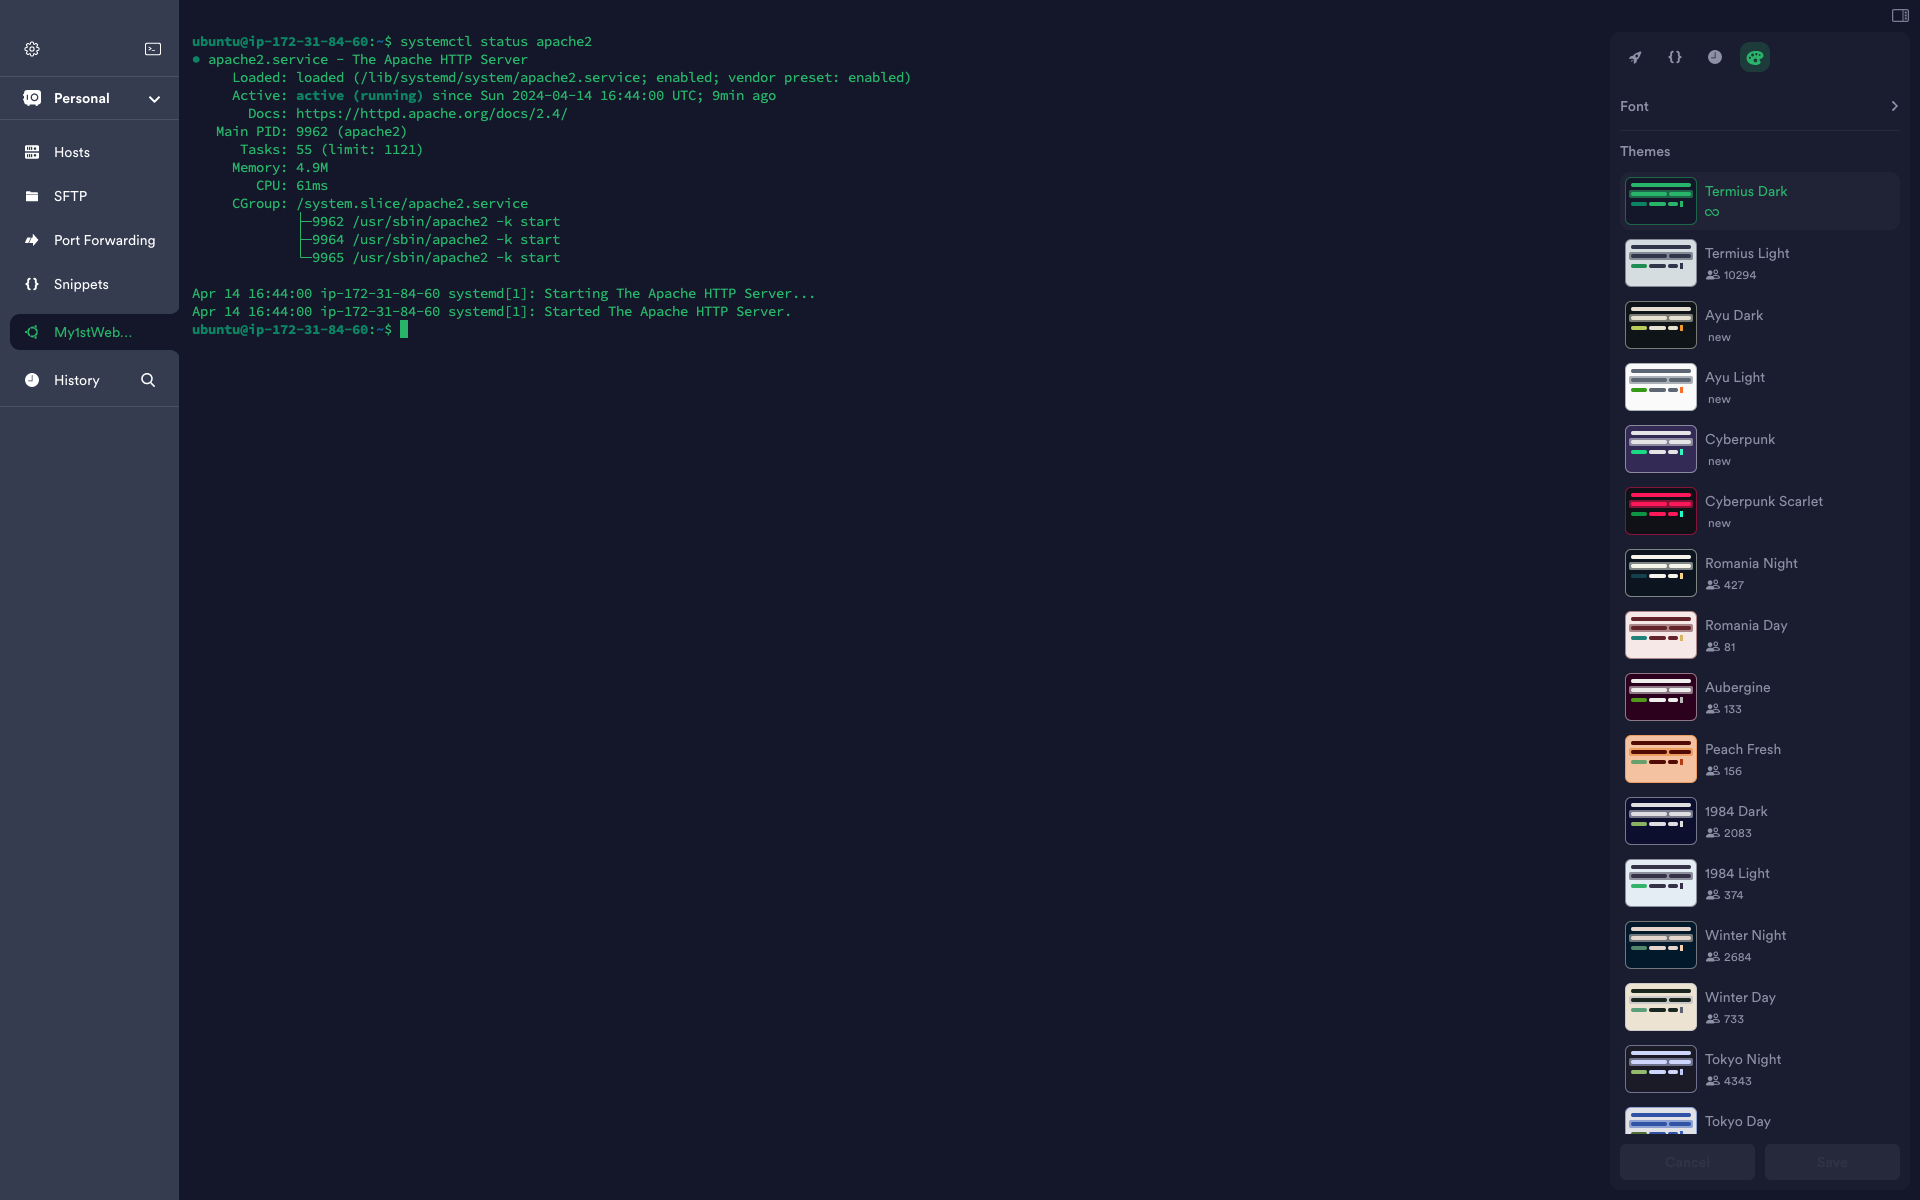 Personal
Hosts
SFTP
Port Forwarding
Snippets
My1stWeb...
History
ubuntu@ip-172-31-84-60:~$ systemctl status apache2
● apache2.service - The Apache HTTP Server
Loaded: loaded (/lib/systemd/system/apache2.service; enabled; vendor preset: enabled)
Active: active (running) since Sun 2024-04-14 16:44:00 UTC; 9min ago
Docs: https://httpd.apache.org/docs/2.4/
Main PID: 9962 (apache2)
Tasks: 55 (limit: 1121)
Memory: 4.9M
CPU: 61ms
CGroup: /system.slice/apache2.service
├─9962 /usr/sbin/apache2 -k start
├─9964 /usr/sbin/apache2 -k start
└─9965 /usr/sbin/apache2 -k start
Apr 14 16:44:00 ip-172-31-84-60 systemd[1]: Starting The Apache HTTP Server...
Apr 14 16:44:00 ip-172-31-84-60 systemd[1]: Started The Apache HTTP Server.
ubuntu@ip-172-31-84-60:~$
Font
Themes
Termius Dark
∞
Termius Light
10294
Ayu Dark
new
Ayu Light
new
Cyberpunk
new
Cyberpunk Scarlet
new
Romania Night
427
Romania Day
81
Aubergine
133
Peach Fresh
156
1984 Dark
2083
1984 Light
374
Winter Night
2684
Winter Day
733
Tokyo Night
4343
Tokyo Day
Cancel Save